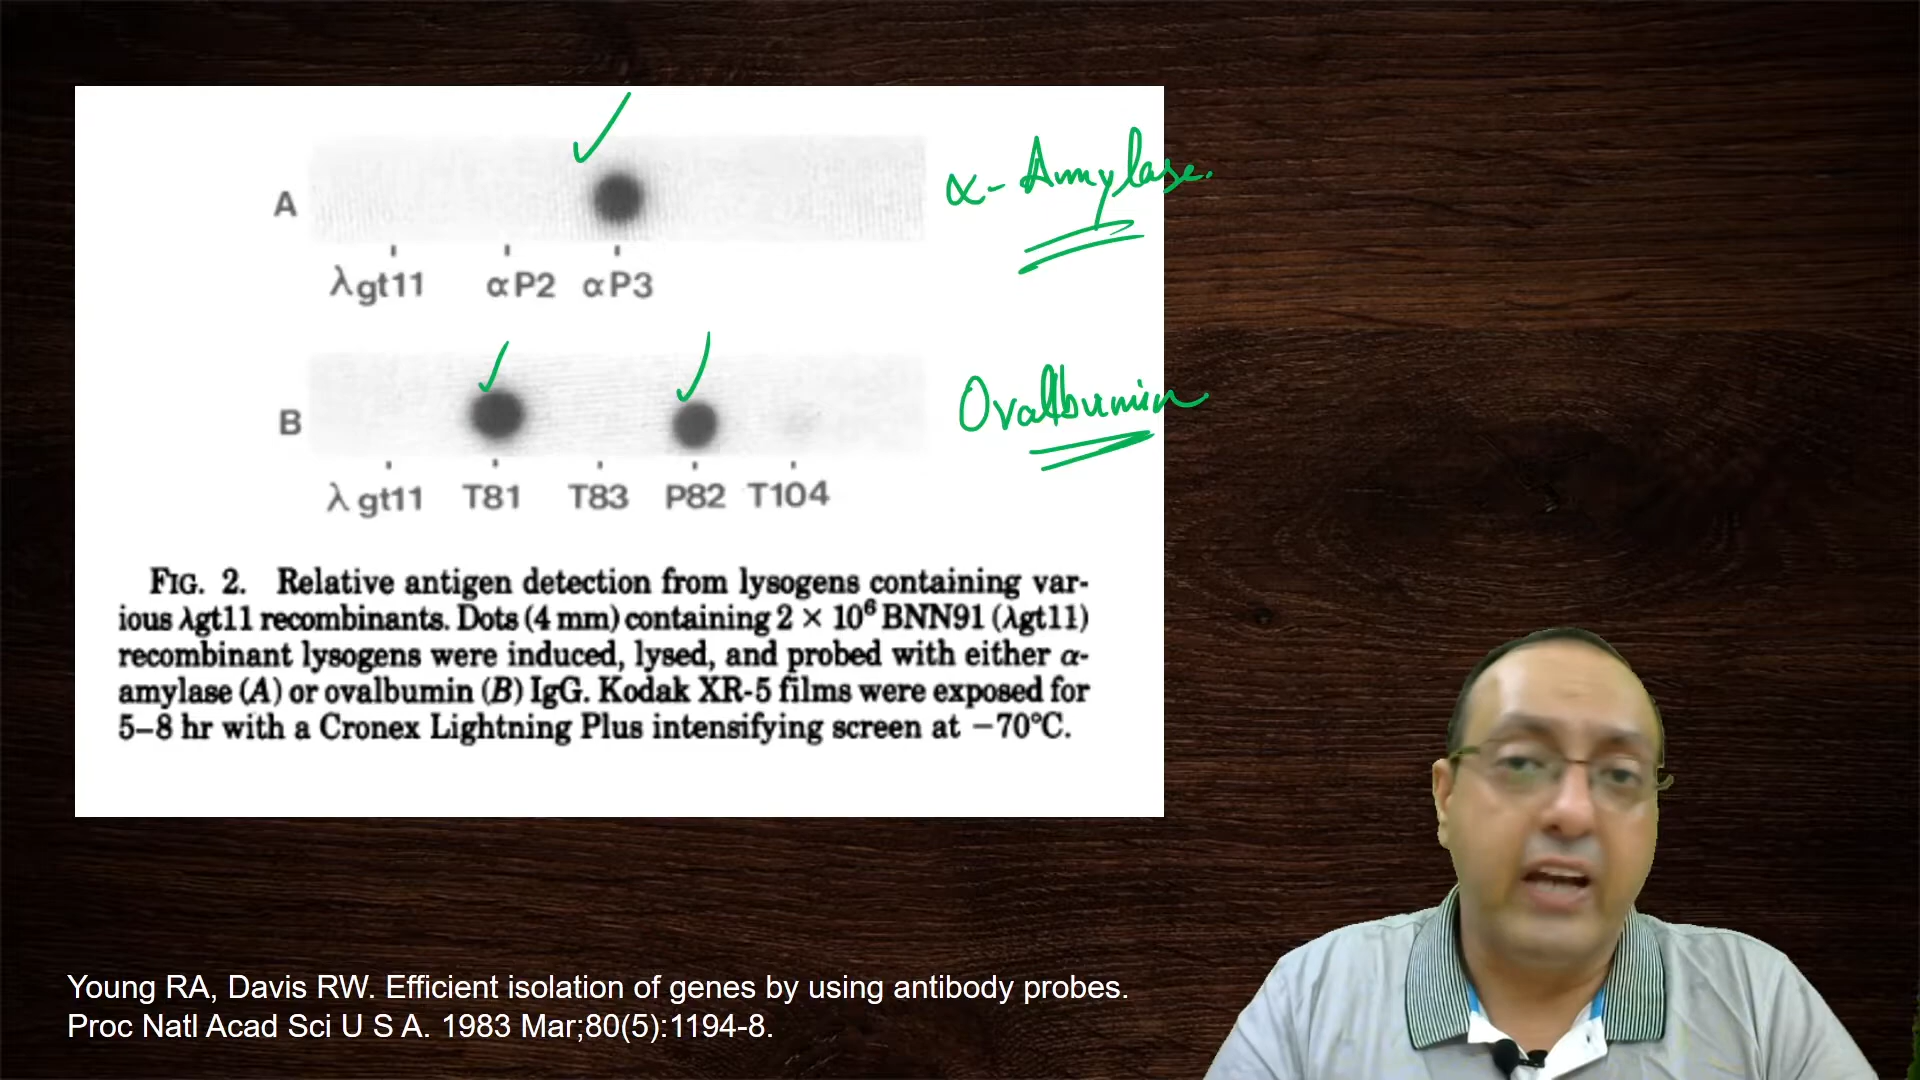 A
α- Amylase.
λgt11 αP2 αP3
B
Ovalbumin
λgt11 T81 T83 P82 T104
FIG. 2. Relative antigen detection from lysogens containing var-
ious λgt11 recombinants. Dots (4 mm) containing 2 × 10⁶ BNN91 (λgt11)
recombinant lysogens were induced, lysed, and probed with either α-
amylase (A) or ovalbumin (B) IgG. Kodak XR-5 films were exposed for
5–8 hr with a Cronex Lightning Plus intensifying screen at −70°C.
Young RA, Davis RW. Efficient isolation of genes by using antibody probes.
Proc Natl Acad Sci U S A. 1983 Mar;80(5):1194-8.